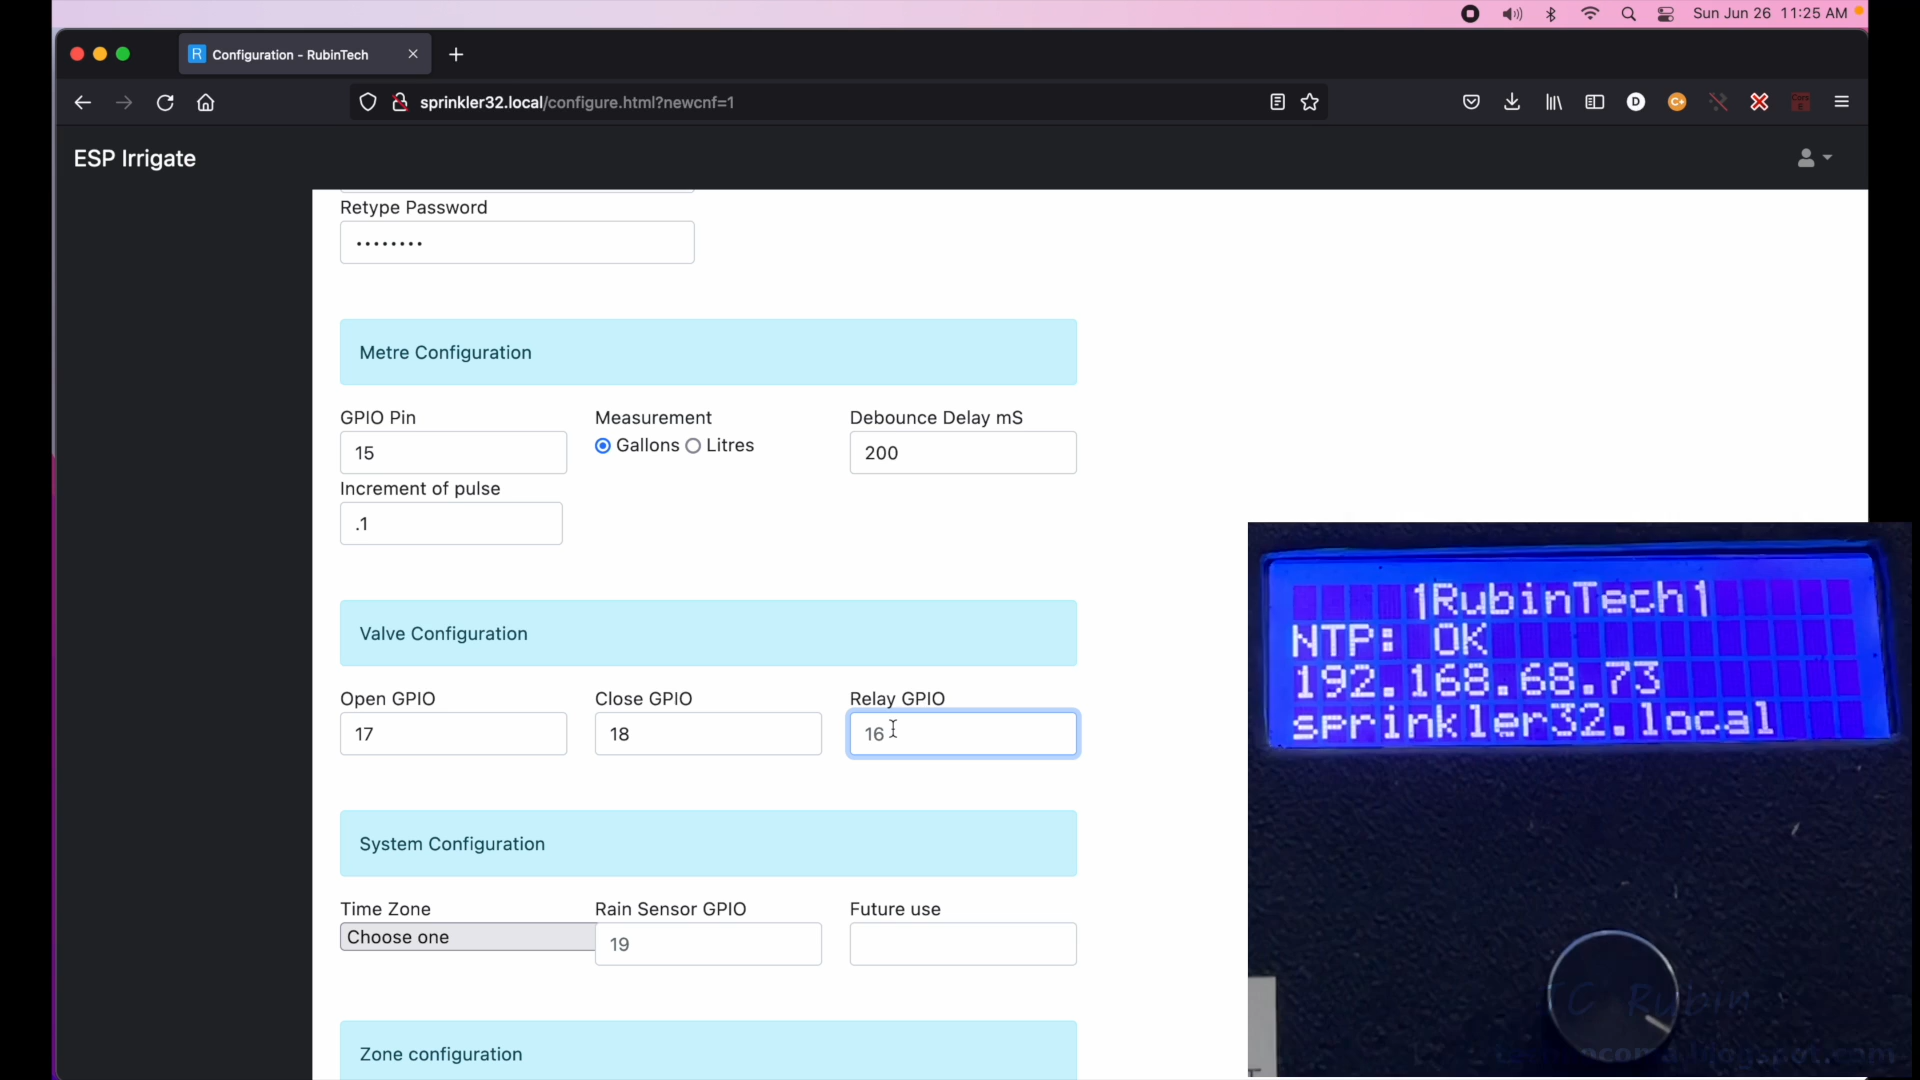 Sun Jun 26 11:25 AM
R Configuration - RubinTech
sprinkler32.local/configure.html?newcnf=1
D
C+
ESP Irrigate
Retype Password
Metre Configuration
GPIO Pin
Measurement
Debounce Delay mS
15
Gallons
Litres
200
Increment of pulse
.1
Valve Configuration
Open GPIO
Close GPIO
Relay GPIO
17
18
16
System Configuration
Time Zone
Rain Sensor GPIO
Future use
Choose one
19
Zone configuration
RubinTech
NTP: OK
192.168.68.73
sprinkler32.local
C Rubin